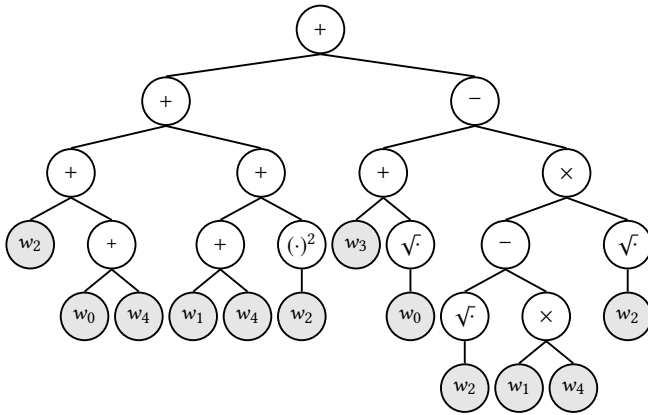 +
+ −
+ + + ×
w₂ + + (·)² w₃ √· − √·
w₀ w₄ w₁ w₄ w₂ w₀ √· × w₂
w₂ w₁ w₄